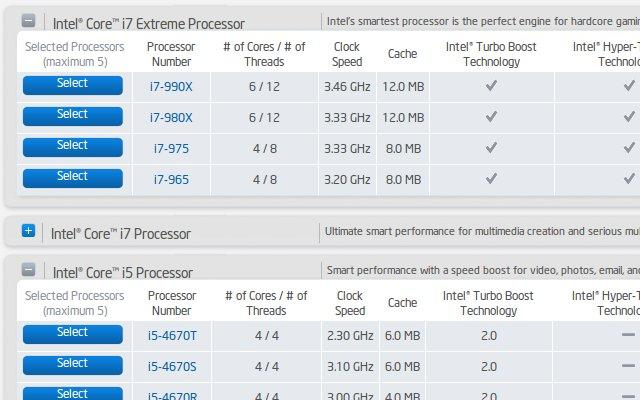 Intel® Core™ i7 Extreme Processor
Intel's smartest processor is the perfect engine for hardcore
Selected Processors (maximum 5) Processor Number # of Cores / # of Threads Clock Speed Cache Intel® Turbo Boost Technology Intel®
Select i7-990X 6 / 12 3.46 GHz 12.0 MB
Select i7-980X 6 / 12 3.33 GHz 12.0 MB
Select i7-975 4 / 8 3.33 GHz 8.0 MB
Select i7-965 4 / 8 3.20 GHz 8.0 MB
Intel® Core™ i7 Processor
Ultimate smart performance for multimedia creation and serious
Intel® Core™ i5 Processor
Smart performance with a speed boost for video, photos, email,
Selected Processors (maximum 5) Processor Number # of Cores / # of Threads Clock Speed Cache Intel® Turbo Boost Technology Intel®
Select i5-4670T 4 / 4 2.30 GHz 6.0 MB 2.0
Select i5-4670S 4 / 4 3.10 GHz 6.0 MB 2.0
Select i5-4670R 4 / 4 3.00 GHz 4.0 MB 2.0